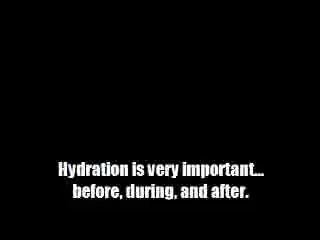 Hydration is very important...
before, during, and after.